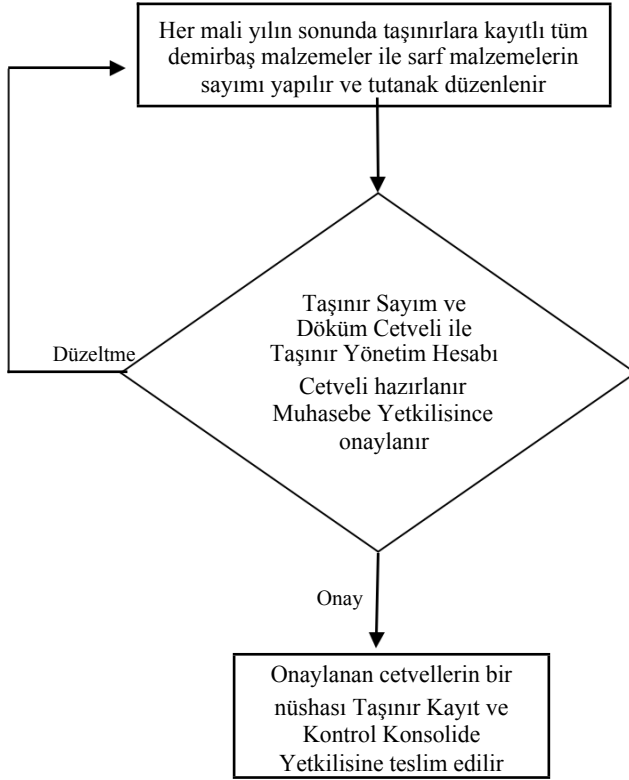 Her mali yılın sonunda taşınırlara kayıtlı tüm
demirbaş malzemeler ile sarf malzemelerin
sayımı yapılır ve tutanak düzenlenir
Taşınır Sayım ve
Döküm Cetveli ile
Taşınır Yönetim Hesabı
Cetveli hazırlanır
Muhasebe Yetkilisince
onaylanır
Düzeltme
Onay
Onaylanan cetvellerin bir
nüshası Taşınır Kayıt ve
Kontrol Konsolide
Yetkilisine teslim edilir